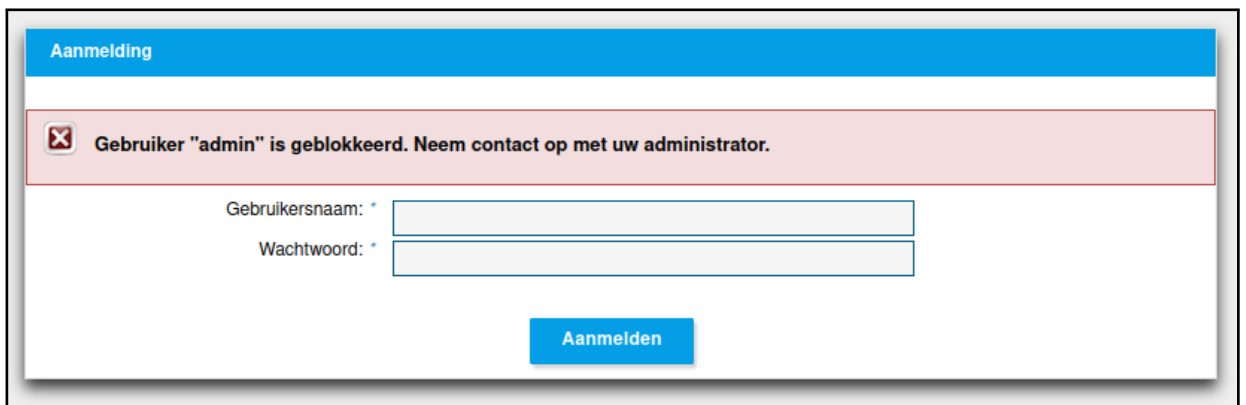 Aanmelding
Gebruiker "admin" is geblokkeerd. Neem contact op met uw administrator.
Gebruikersnaam: *
Wachtwoord: *
Aanmelden